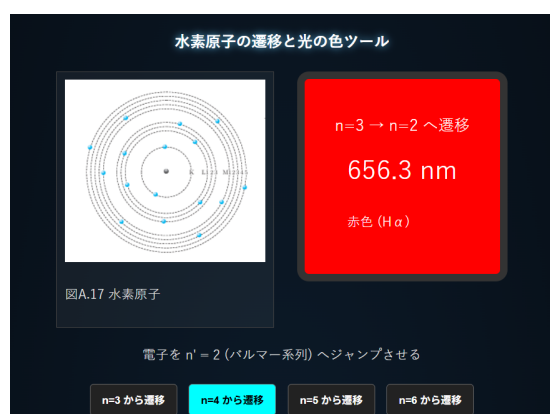 水素原子の遷移と光の色ツール
n=3 → n=2 へ遷移
656.3 nm
赤色 (Hα)
図A.17 水素原子
電子を n' = 2 (バルマー系列) へジャンプさせる
n=3 から遷移
n=4 から遷移
n=5 から遷移
n=6 から遷移